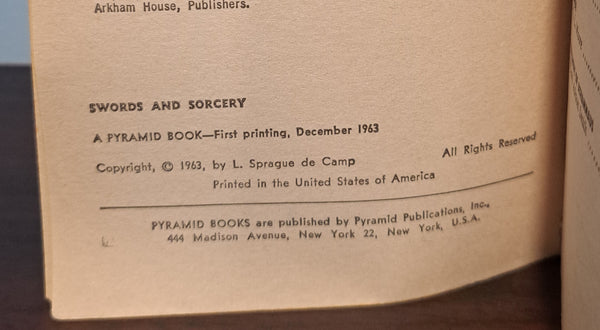 Arkham House, Publishers.
SWORDS AND SORCERY
A PYRAMID BOOK—First printing, December 1963
Copyright, © 1963, by L. Sprague de Camp
All Rights Reserved
Printed in the United States of America
PYRAMID BOOKS are published by Pyramid Publications, Inc.,
444 Madison Avenue, New York 22, New York, U.S.A.